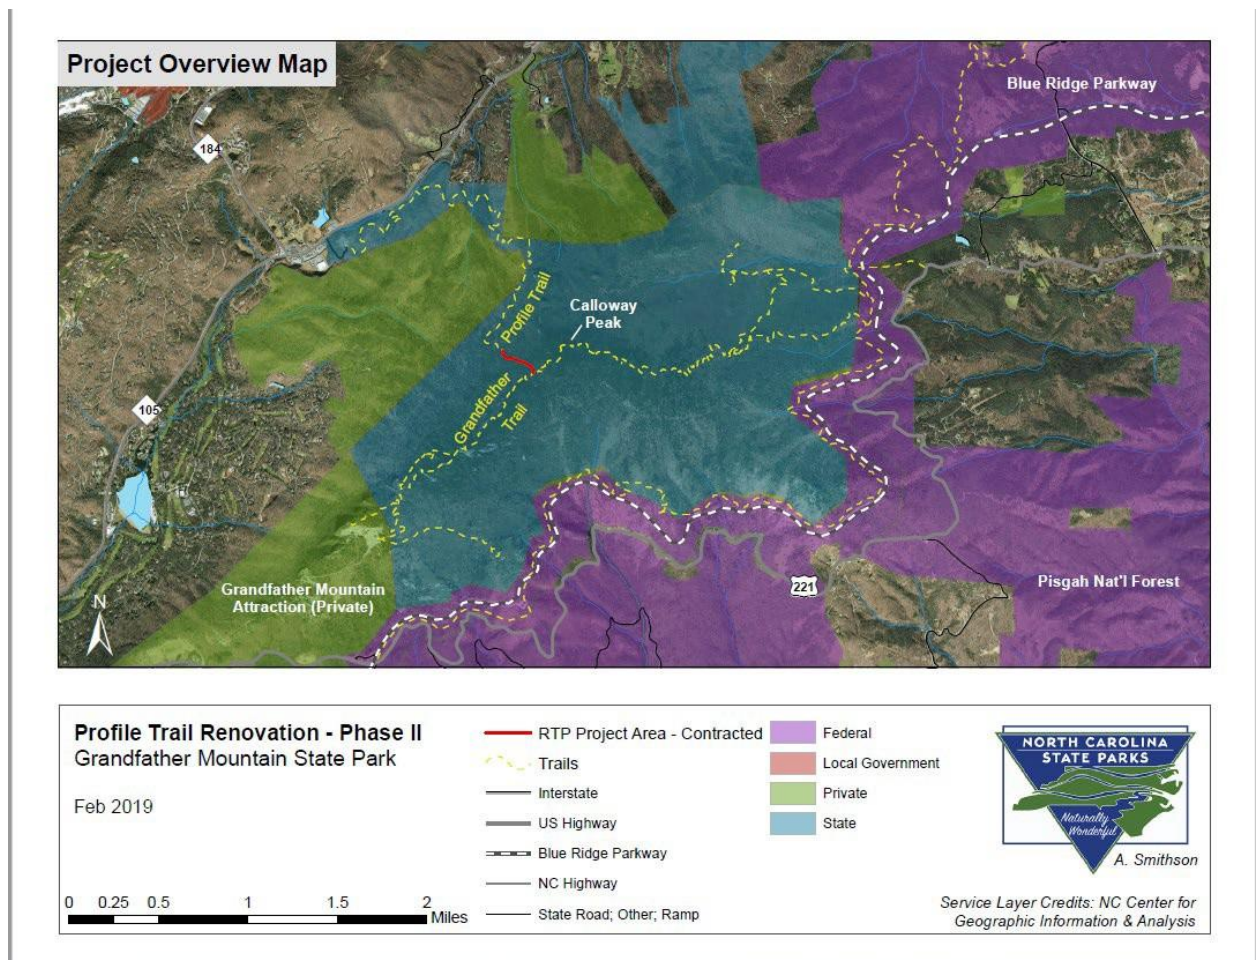 Project Overview Map
Blue Ridge Parkway
184
Profile Trail
Calloway
Peak
105
Grandfather
Trail
Grandfather Mountain
Attraction (Private)
221
Pisgah Nat'l Forest
N
Profile Trail Renovation - Phase II
Grandfather Mountain State Park
Feb 2019
0 0.25 0.5 1 1.5 2
Miles
RTP Project Area - Contracted
Trails
Interstate
US Highway
Blue Ridge Parkway
NC Highway
State Road; Other; Ramp
Federal
Local Government
Private
State
NORTH CAROLINA
STATE PARKS
Naturally
Wonderful
A. Smithson
Service Layer Credits: NC Center for
Geographic Information & Analysis